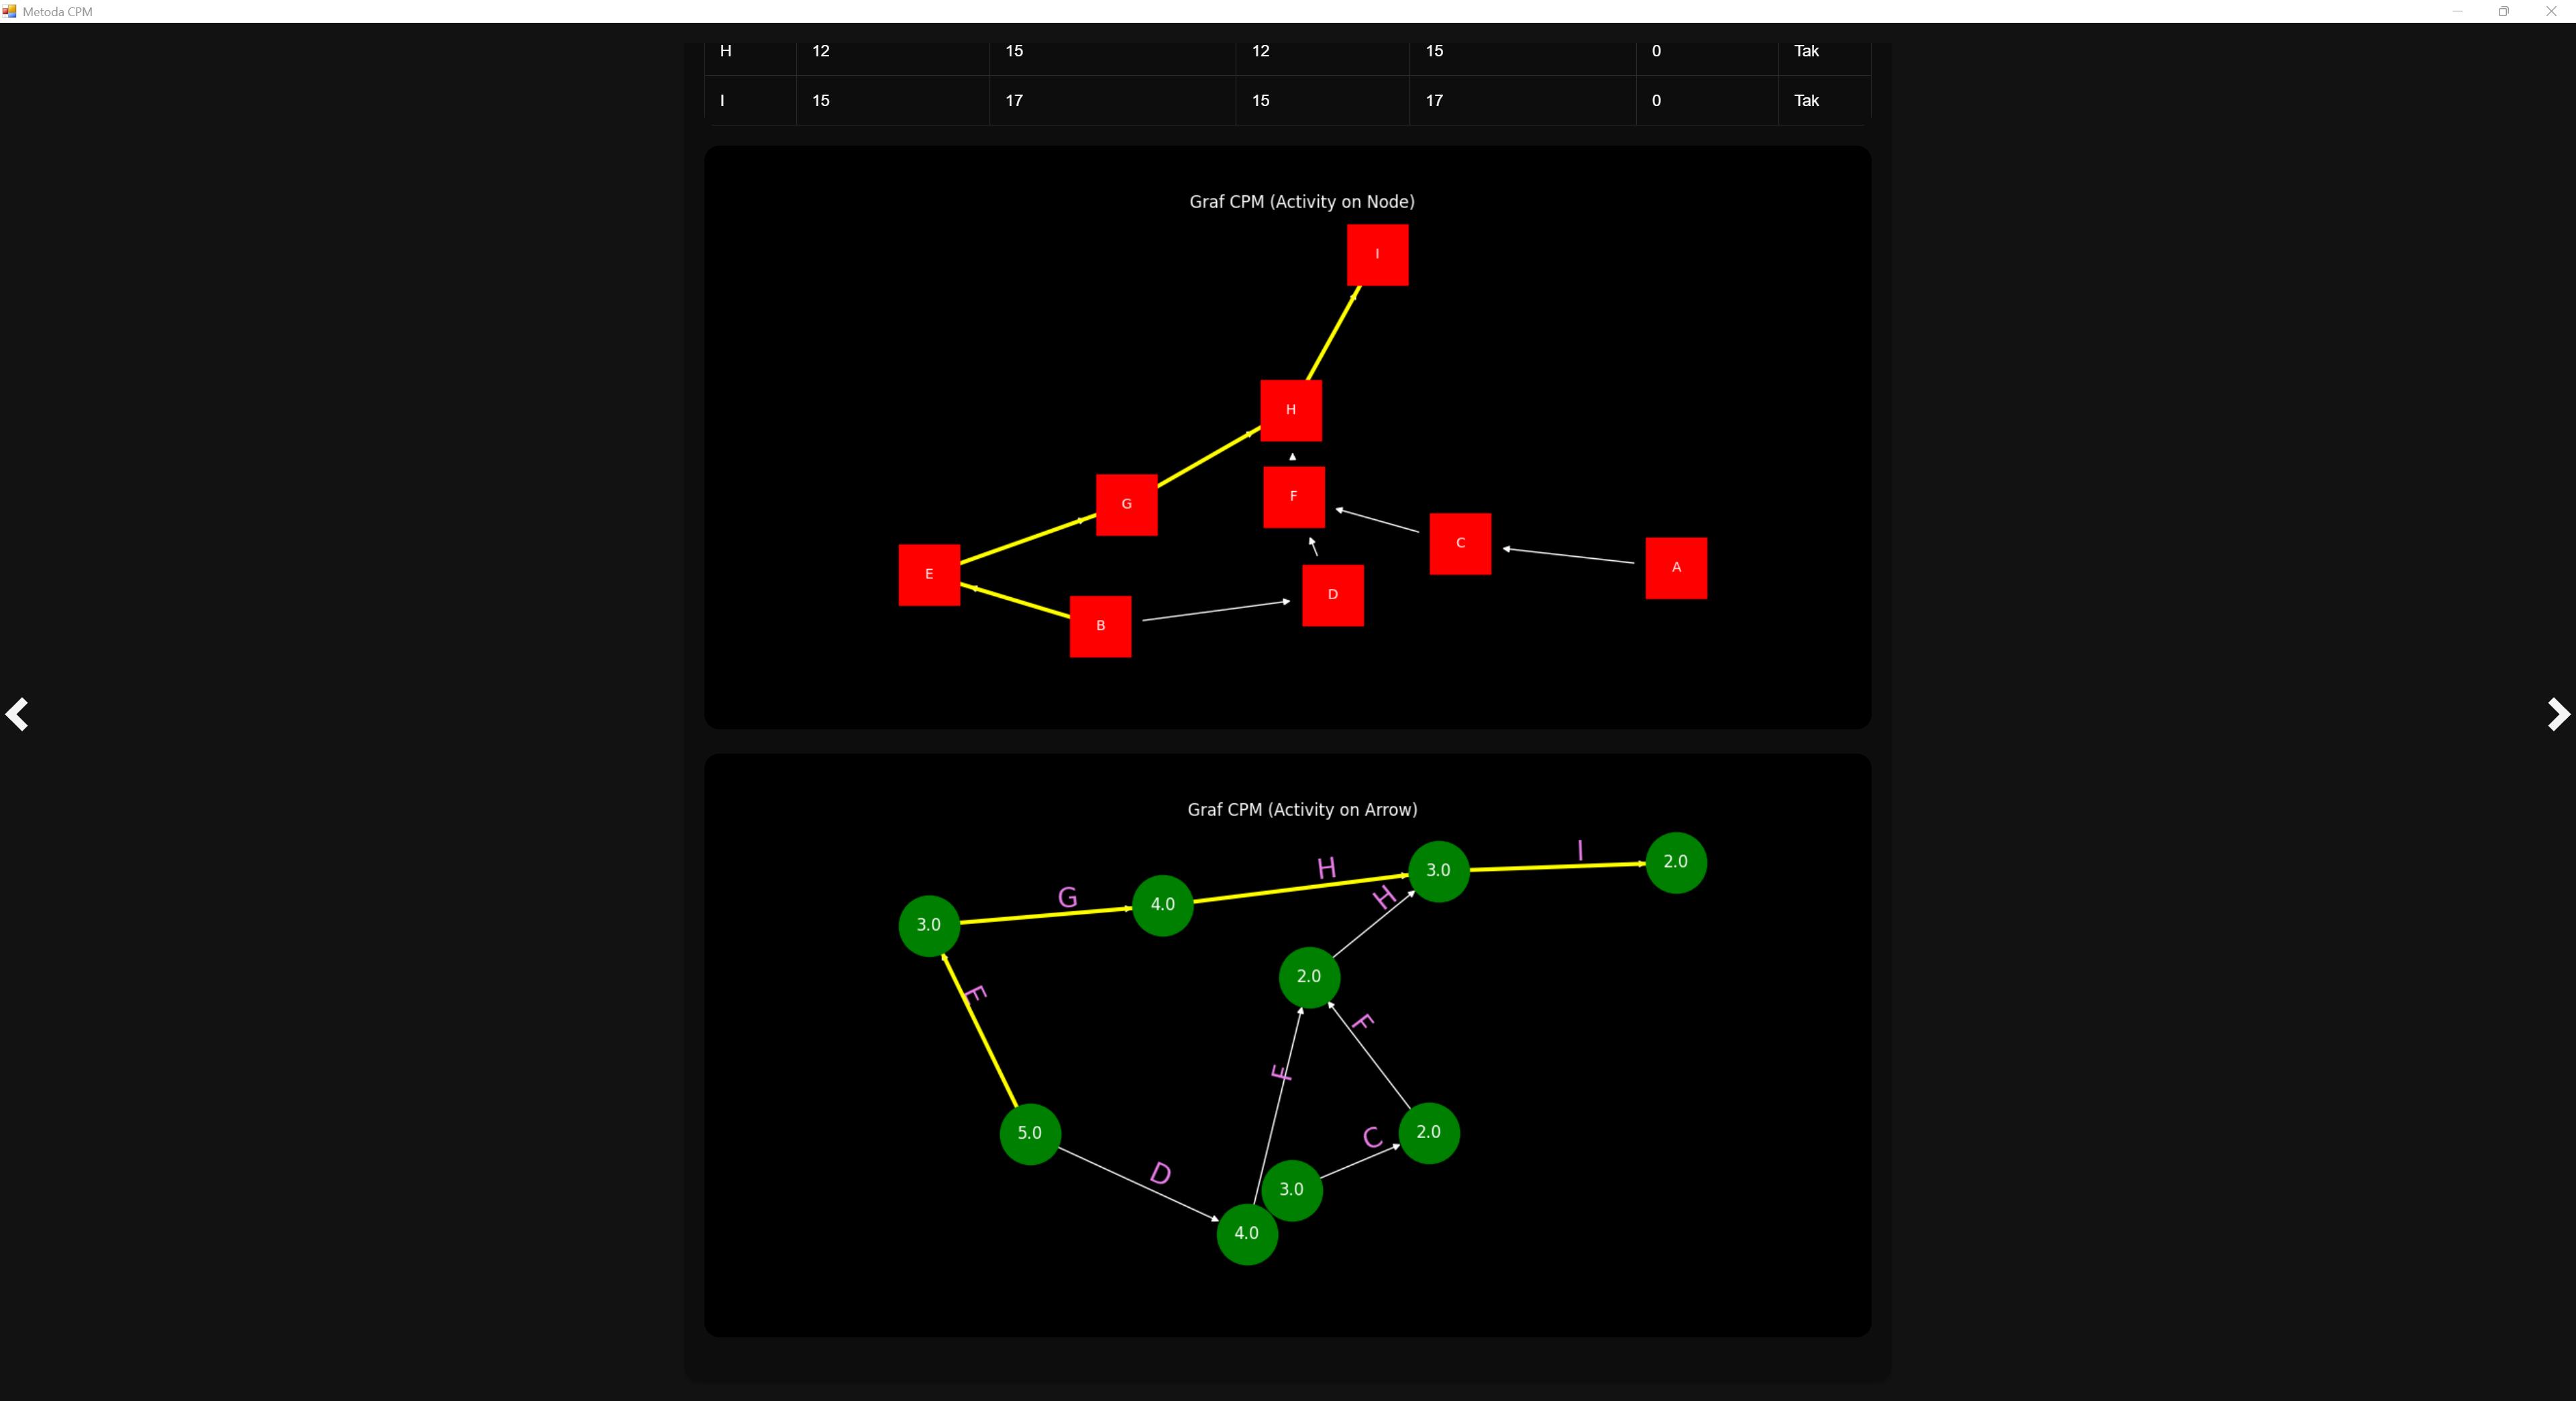 Metoda CPM
H 12 15 12 15 0 Tak
I 15 17 15 17 0 Tak
Graf CPM (Activity on Node)
I
H
G
F
C
A
E
D
B
Graf CPM (Activity on Arrow)
I
2.0
H
3.0
H
G
4.0
3.0
2.0
E
F
F
5.0
C
2.0
D
3.0
4.0